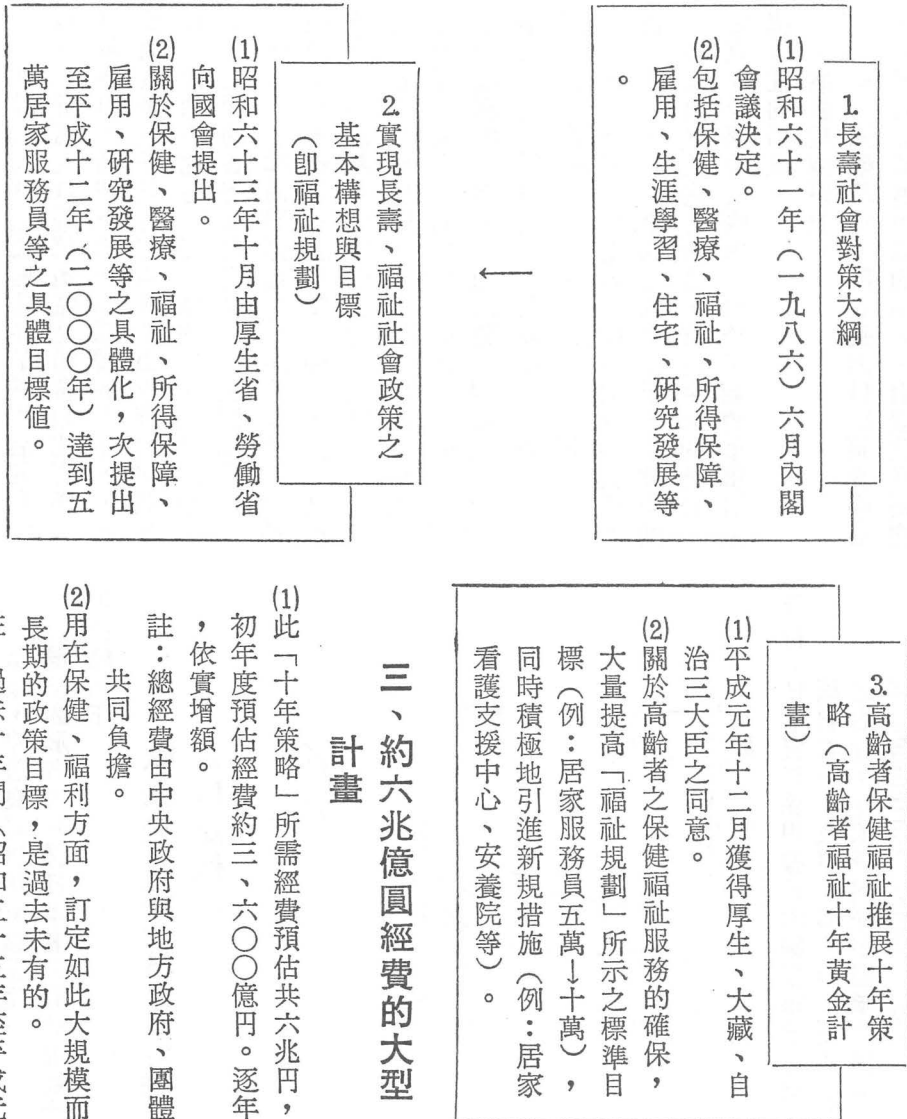 1.長壽社會對策大綱
(1)昭和六十一年（一九八六）六月內閣
會議決定。
(2)包括保健、醫療、福祉、所得保障、
雇用、生涯學習、住宅、研究發展等
。
↓
2.實現長壽、福祉社會政策之
基本構想與目標
（卽福祉規劃）
(1)昭和六十三年十月由厚生省、勞働省
向國會提出。
(2)關於保健、醫療、福祉、所得保障、
雇用、研究發展等之具體化，次提出
至平成十二年（二〇〇〇年）達到五
萬居家服務員等之具體目標值。
3.高齡者保健福祉推展十年策
略（高齡者福祉十年黃金計
畫）
(1)平成元年十二月獲得厚生、大藏、自
治三大臣之同意。
(2)關於高齡者之保健福祉服務的確保，
大量提高「福祉規劃」所示之標準目
標（例：居家服務員五萬→十萬），
同時積極地引進新規措施（例：居家
看護支援中心、安養院等）。
三、約六兆億圓經費的大型
計畫
(1)此「十年策略」所需經費預估共六兆円，
初年度預估經費約三、六〇〇億円。逐年
，依實增額。
註：總經費由中央政府與地方政府、團體
共同負擔。
(2)用在保健、福利方面，訂定如此大規模而
長期的政策目標，是過去未有的。